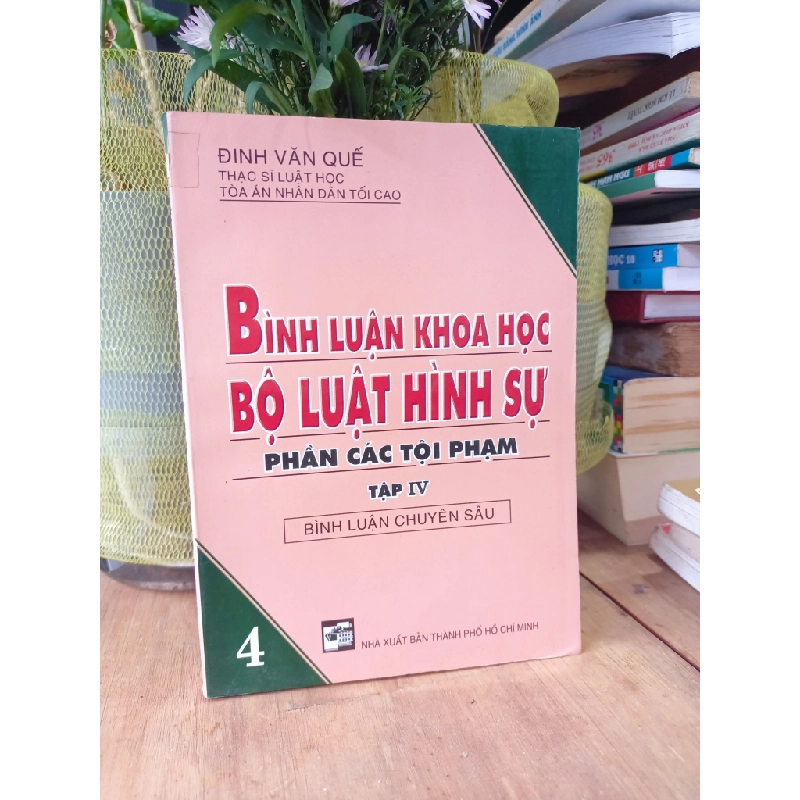 ĐINH VĂN QUẾ
THẠC SĨ LUẬT HỌC
TÒA ÁN NHÂN DÂN TỐI CAO
BÌNH LUẬN KHOA HỌC
BỘ LUẬT HÌNH SỰ
PHẦN CÁC TỘI PHẠM
TẬP IV
BÌNH LUẬN CHUYÊN SÂU
4
NHÀ XUẤT BẢN THÀNH PHỐ HỒ CHÍ MINH